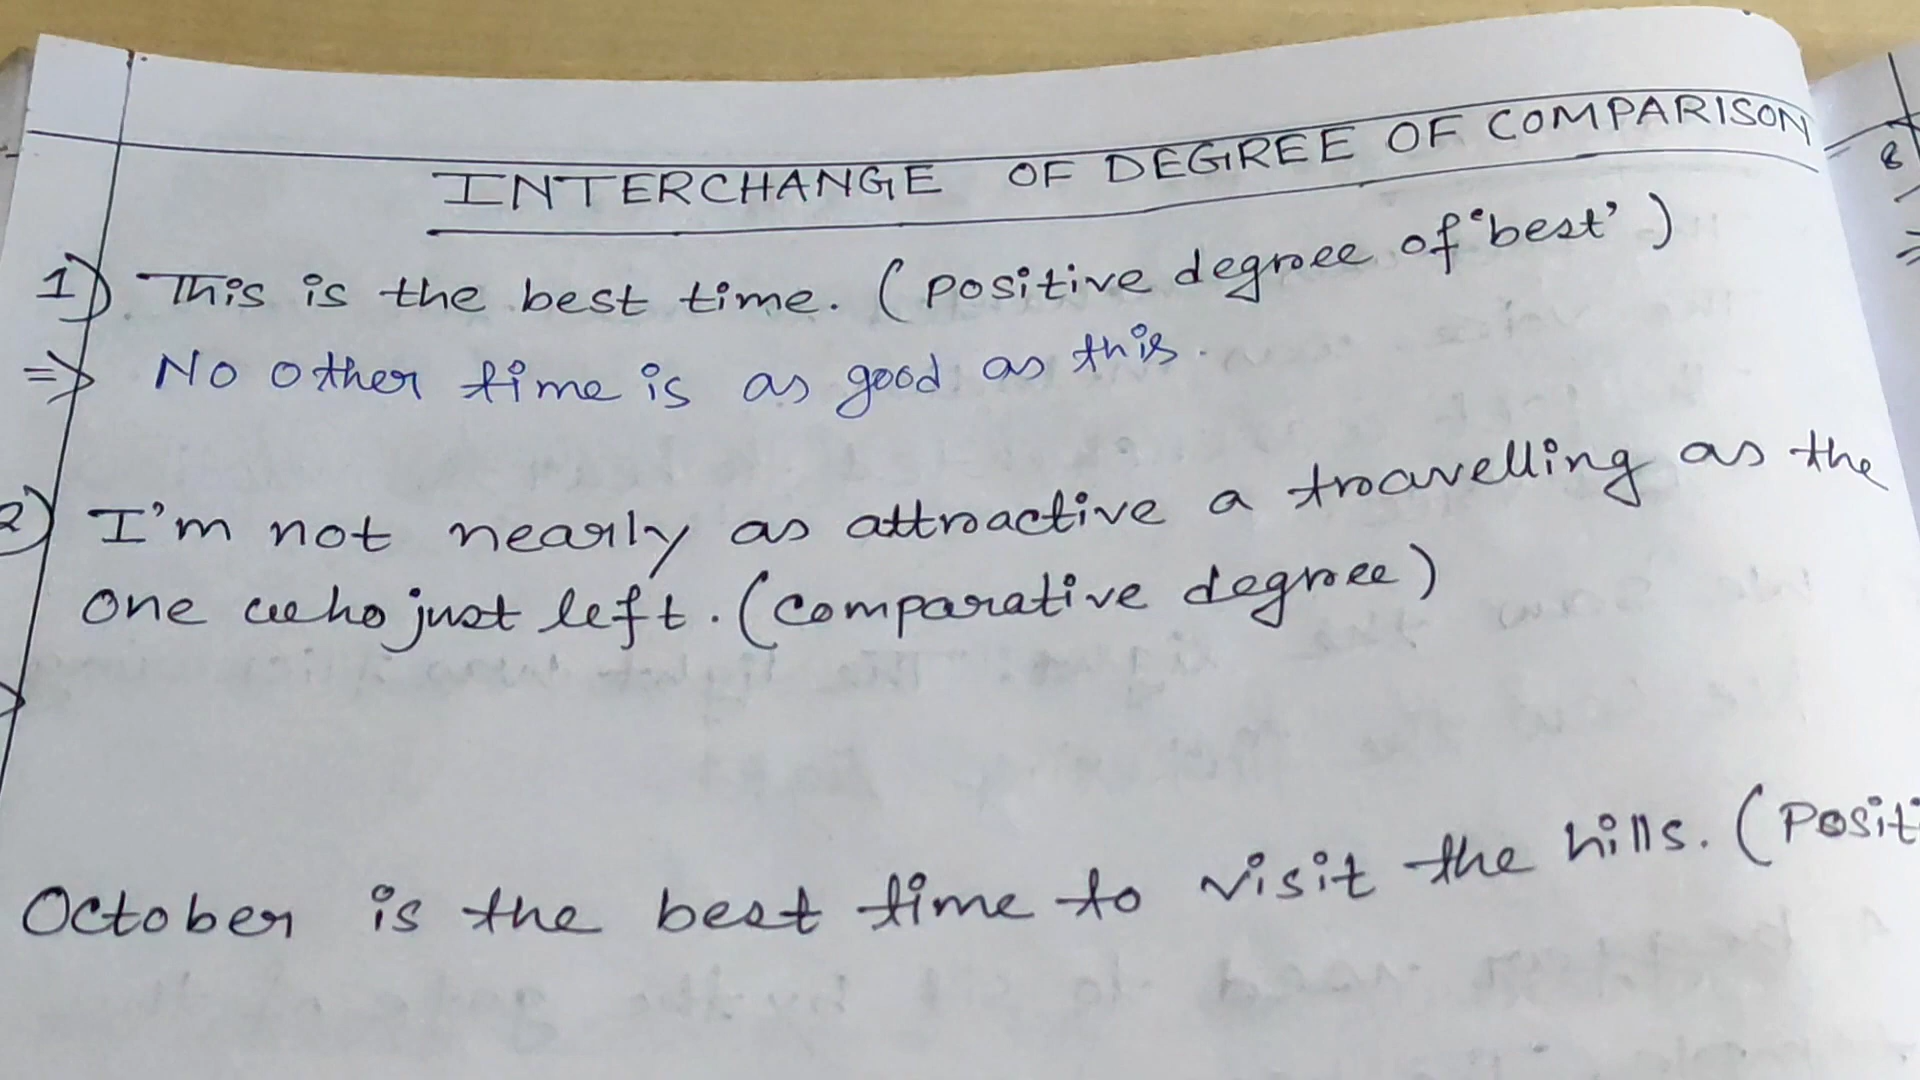 INTERCHANGE OF DEGREE OF COMPARISON
1) This is the best time. (positive degree of 'best')
=> No other time is as good as this.
2) I'm not nearly as attractive a travelling as the
one who just left. (comparative degree)
October is the best time to visit the hills. (Positi
8